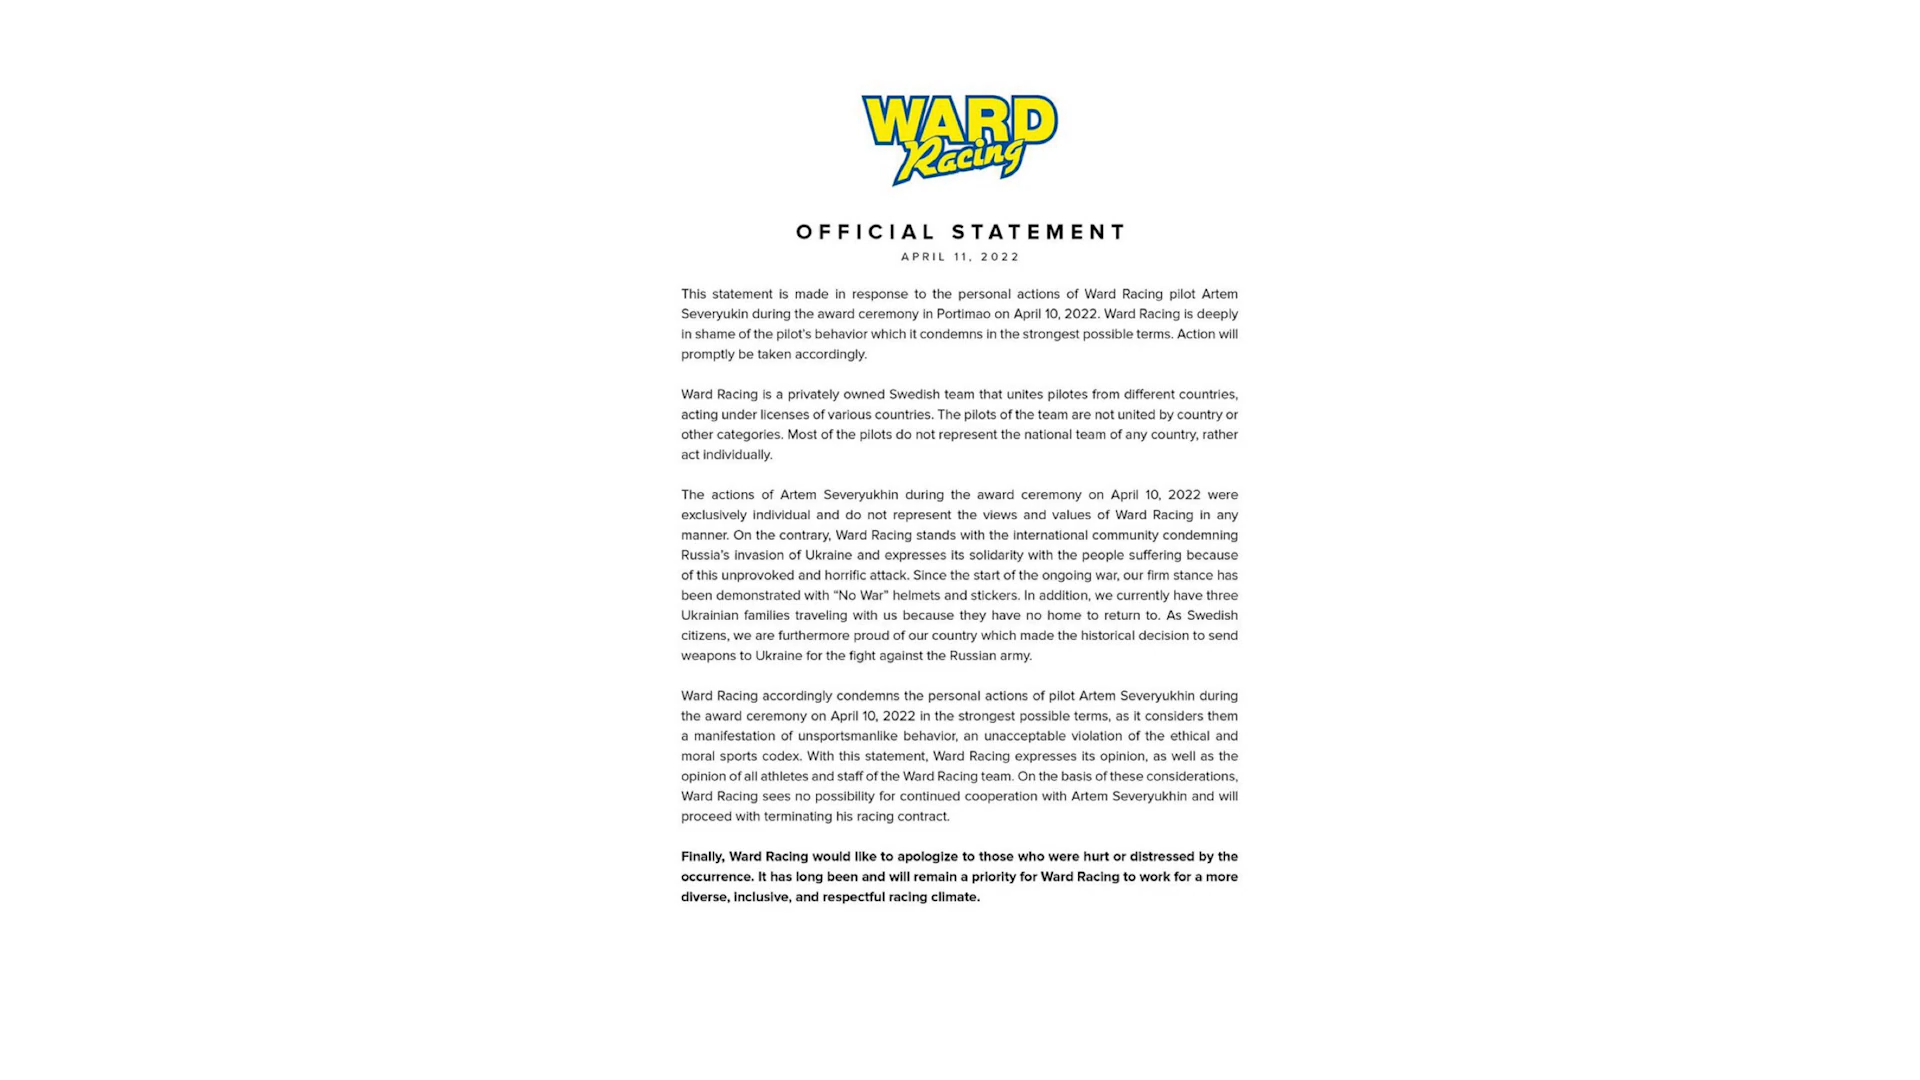 WARD
Racing
OFFICIAL STATEMENT
APRIL 11, 2022
This statement is made in response to the personal actions of Ward Racing pilot Artem
Severyukin during the award ceremony in Portimao on April 10, 2022. Ward Racing is deeply
in shame of the pilot's behavior which it condemns in the strongest possible terms. Action will
promptly be taken accordingly.
Ward Racing is a privately owned Swedish team that unites pilotes from different countries,
acting under licenses of various countries. The pilots of the team are not united by country or
other categories. Most of the pilots do not represent the national team of any country, rather
act individually.
The actions of Artem Severyukhin during the award ceremony on April 10, 2022 were
exclusively individual and do not represent the views and values of Ward Racing in any
manner. On the contrary, Ward Racing stands with the international community condemning
Russia's invasion of Ukraine and expresses its solidarity with the people suffering because
of this unprovoked and horrific attack. Since the start of the ongoing war, our firm stance has
been demonstrated with “No War” helmets and stickers. In addition, we currently have three
Ukrainian families traveling with us because they have no home to return to. As Swedish
citizens, we are furthermore proud of our country which made the historical decision to send
weapons to Ukraine for the fight against the Russian army.
Ward Racing accordingly condemns the personal actions of pilot Artem Severyukhin during
the award ceremony on April 10, 2022 in the strongest possible terms, as it considers them
a manifestation of unsportsmanlike behavior, an unacceptable violation of the ethical and
moral sports codex. With this statement, Ward Racing expresses its opinion, as well as the
opinion of all athletes and staff of the Ward Racing team. On the basis of these considerations,
Ward Racing sees no possibility for continued cooperation with Artem Severyukhin and will
proceed with terminating his racing contract.
Finally, Ward Racing would like to apologize to those who were hurt or distressed by the
occurrence. It has long been and will remain a priority for Ward Racing to work for a more
diverse, inclusive, and respectful racing climate.